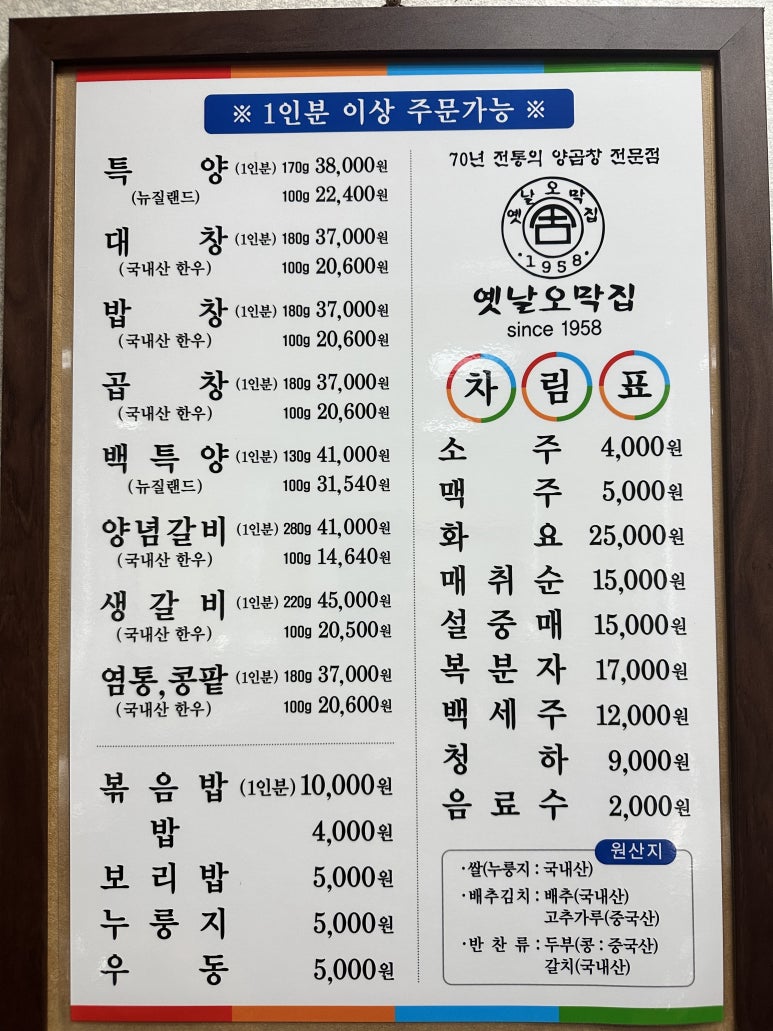 ※ 1인분 이상 주문가능 ※
특 양 (1인분) 170g 38,000원
(뉴질랜드) 100g 22,400원
대 창 (1인분) 180g 37,000원
(국내산 한우) 100g 20,600원
밥 창 (1인분) 180g 37,000원
(국내산 한우) 100g 20,600원
곱 창 (1인분) 180g 37,000원
(국내산 한우) 100g 20,600원
백 특 양 (1인분) 130g 41,000원
(뉴질랜드) 100g 31,540원
양념갈비 (1인분) 280g 41,000원
(국내산 한우) 100g 14,640원
생 갈 비 (1인분) 220g 45,000원
(국내산 한우) 100g 20,500원
염통,콩팥 (1인분) 180g 37,000원
(국내산 한우) 100g 20,600원
볶 음 밥 (1인분) 10,000원
밥 4,000원
보 리 밥 5,000원
누 룽 지 5,000원
우 동 5,000원
70년 전통의 양곱창 전문점
옛날오막집
·1958·
옛날오막집
since 1958
차림표
소 주 4,000원
맥 주 5,000원
화 요 25,000원
매 취 순 15,000원
설 중 매 15,000원
복 분 자 17,000원
백 세 주 12,000원
청 하 9,000원
음 료 수 2,000원
원산지
·쌀(누룽지 : 국내산)
·배추김치 : 배추(국내산)
고추가루(중국산)
·반 찬 류 : 두부(콩 : 중국산)
갈치(국내산)